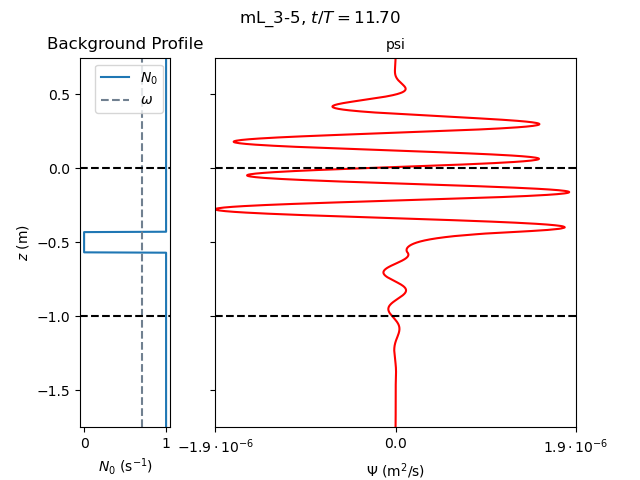 mL_3-5, t/T = 11.70
Background Profile
psi
N₀
ω
0.5
0.0
−0.5
−1.0
−1.5
z (m)
0 1
N₀ (s⁻¹)
−1.9 · 10⁻⁶ 0.0 1.9 · 10⁻⁶
Ψ (m²/s)